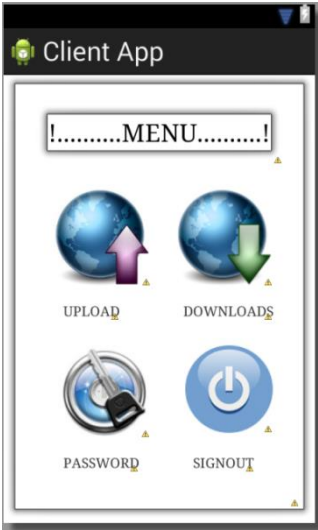 Client App
!..........MENU..........!
UPLOAD
DOWNLOADS
PASSWORD
SIGNOUT